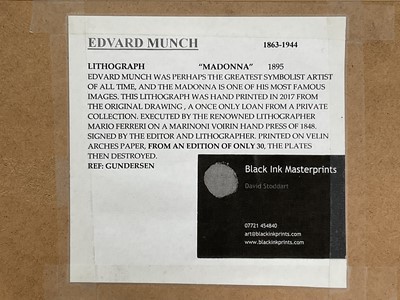 EDVARD MUNCH 1863-1944
LITHOGRAPH "MADONNA" 1895
EDVARD MUNCH WAS PERHAPS THE GREATEST SYMBOLIST ARTIST
OF ALL TIME, AND THE MADONNA IS ONE OF HIS MOST FAMOUS
IMAGES. THIS LITHOGRAPH WAS HAND PRINTED IN 2017 FROM
THE ORIGINAL DRAWING , A ONCE ONLY LOAN FROM A PRIVATE
COLLECTION. EXECUTED BY THE RENOWNED LITHOGRAPHER
MARIO FERRERI ON A MARINONI VOIRIN HAND PRESS OF 1848.
SIGNED BY THE EDITOR AND LITHOGRAPHER. PRINTED ON VELIN
ARCHES PAPER, FROM AN EDITION OF ONLY 30, THE PLATES
THEN DESTROYED.
REF: GUNDERSEN
Black Ink Masterprints
David Stoddart
07721 454840
art@blackinkprints.com
www.blackinkprints.com